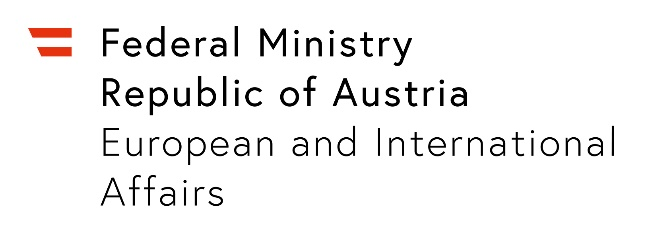 Federal Ministry
Republic of Austria
European and International
Affairs